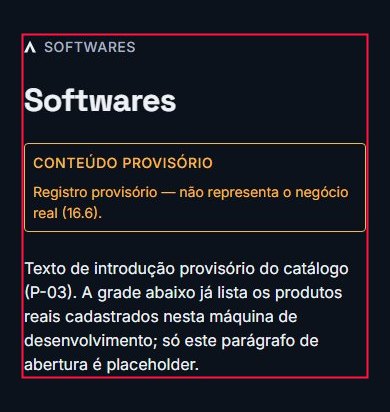 SOFTWARES
Softwares
CONTEÚDO PROVISÓRIO
Registro provisório — não representa o negócio
real (16.6).
Texto de introdução provisório do catálogo
(P-03). A grade abaixo já lista os produtos
reais cadastrados nesta máquina de
desenvolvimento; só este parágrafo de
abertura é placeholder.